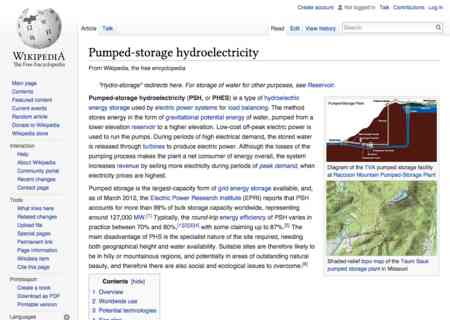 Create account Not logged in Talk Contributions Log in
WIKIPEDIA
The Free Encyclopedia
Main page
Contents
Featured content
Current events
Random article
Donate to Wikipedia
Wikipedia store
Interaction
Help
About Wikipedia
Community portal
Recent changes
Contact page
Tools
What links here
Related changes
Upload file
Special pages
Permanent link
Page information
Wikidata item
Cite this page
Print/export
Create a book
Download as PDF
Printable version
Languages
Article Talk
Read Edit View history Search
Pumped-storage hydroelectricity
From Wikipedia, the free encyclopedia
"Hydro-storage" redirects here. For storage of water for other purposes, see Reservoir.
Pumped-storage hydroelectricity (PSH, or PHES) is a type of hydroelectric
energy storage used by electric power systems for load balancing. The method
stores energy in the form of gravitational potential energy of water, pumped from a
lower elevation reservoir to a higher elevation. Low-cost off-peak electric power is
used to run the pumps. During periods of high electrical demand, the stored water
is released through turbines to produce electric power. Although the losses of the
pumping process makes the plant a net consumer of energy overall, the system
increases revenue by selling more electricity during periods of peak demand, when
electricity prices are highest.
Pumped storage is the largest-capacity form of grid energy storage available, and,
as of March 2012, the Electric Power Research Institute (EPRI) reports that PSH
accounts for more than 99% of bulk storage capacity worldwide, representing
around 127,000 MW.[1] Typically, the round-trip energy efficiency of PSH varies in
practice between 70% and 80%,[1][2][3][4] with some claiming up to 87%.[5] The
main disadvantage of PHS is the specialist nature of the site required, needing
both geographical height and water availability. Suitable sites are therefore likely to
be in hilly or mountainous regions, and potentially in areas of outstanding natural
beauty, and therefore there are also social and ecological issues to overcome.[6]
Contents [hide]
1 Overview
2 Worldwide use
3 Potential technologies
Pumped-Storage Plant
Diagram of the TVA pumped storage facility
at Raccoon Mountain Pumped-Storage Plant
Shaded-relief topo map of the Taum Sauk
pumped storage plant in Missouri